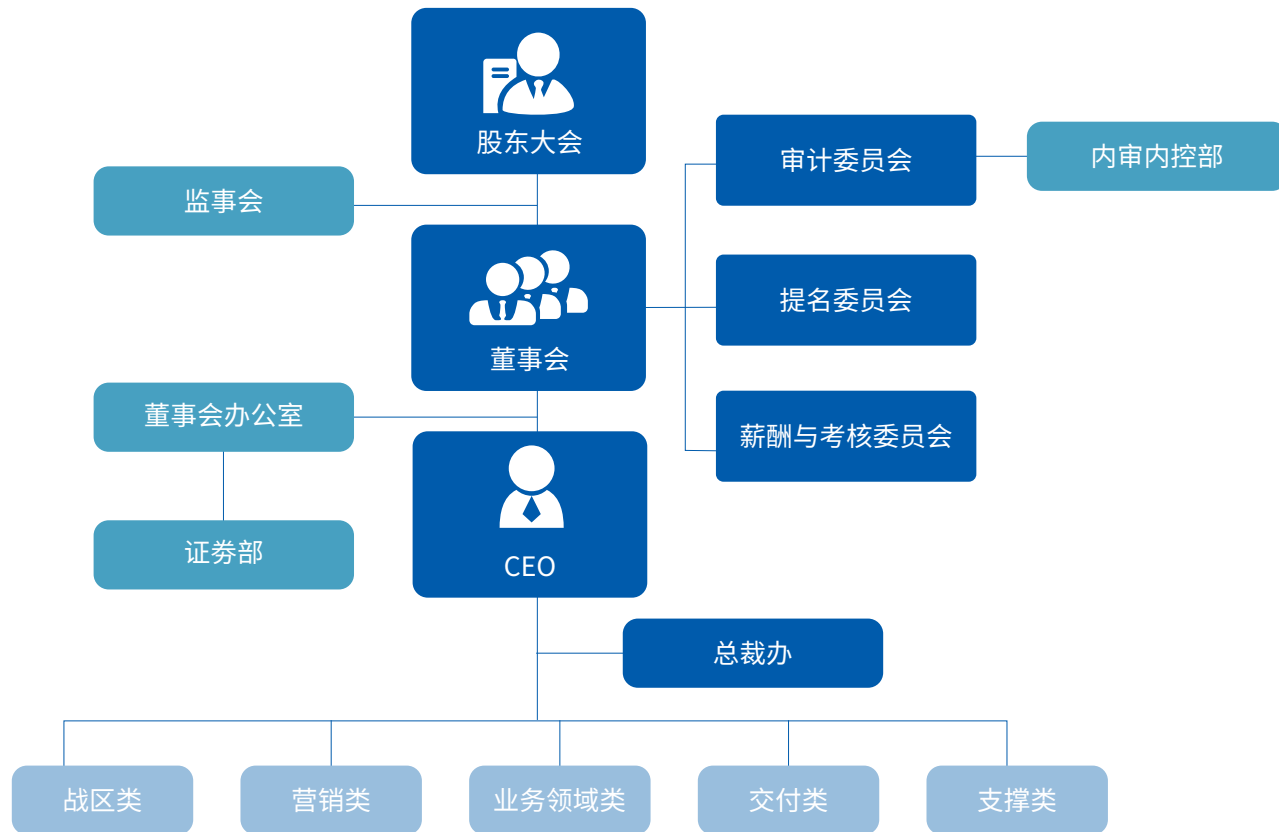 股东大会
审计委员会
内审内控部
监事会
提名委员会
董事会
董事会办公室
薪酬与考核委员会
证券部
CEO
总裁办
战区类
营销类
业务领域类
交付类
支撑类